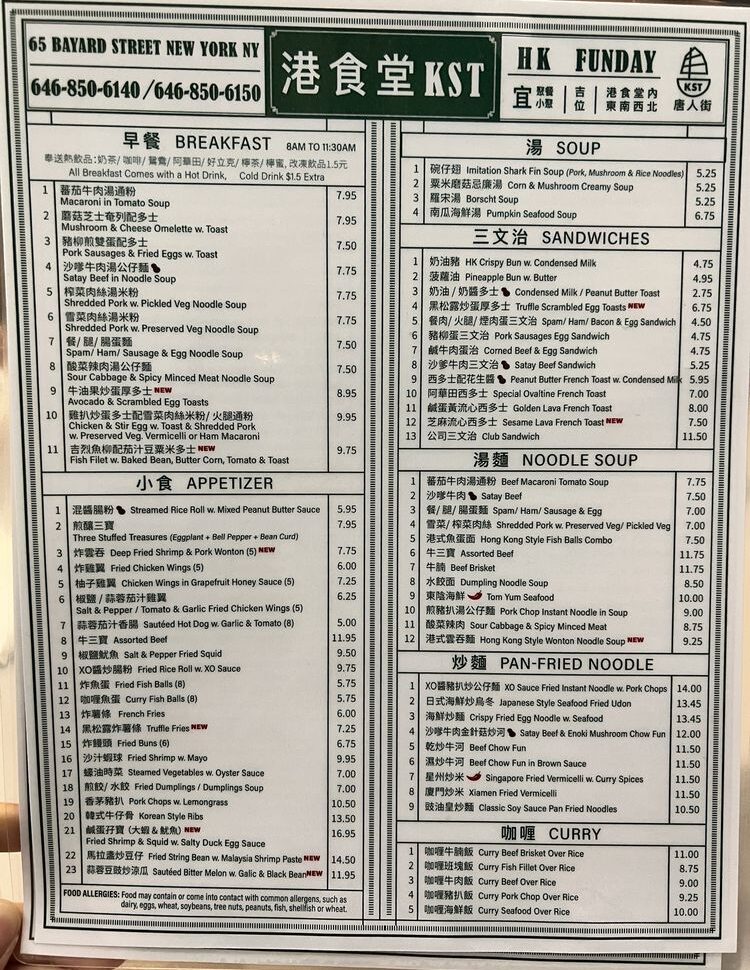 65 BAYARD STREET NEW YORK NY
646-850-6140 / 646-850-6150
港食堂 KST
HK FUNDAY
宜 聚餐 小聚 吉位 港食堂內 東南西北
KST
唐人街
早餐 BREAKFAST 8AM TO 11:30AM
奉送熱飲品:奶茶/ 咖啡/ 鴛鴦/ 阿華田/ 好立克/ 檸茶/ 檸蜜, 改凍飲品1.5元
All Breakfast Comes with a Hot Drink, Cold Drink $1.5 Extra
1 蕃茄牛肉湯通粉 7.95
Macaroni in Tomato Soup
2 蘑菇芝士奄列配多士 7.95
Mushroom & Cheese Omelette w. Toast
3 豬柳煎雙蛋配多士 7.50
Pork Sausages & Fried Eggs w. Toast
4 沙嗲牛肉湯公仔麵 7.75
Satay Beef in Noodle Soup
5 榨菜肉絲湯米粉 7.75
Shredded Pork w. Pickled Veg Noodle Soup
6 雪菜肉絲湯米粉 7.75
Shredded Pork w. Preserved Veg Noodle Soup
7 餐/ 腿/ 腸蛋麵 7.50
Spam/ Ham/ Sausage & Egg Noodle Soup
8 酸菜辣肉湯公仔麵 7.75
Sour Cabbage & Spicy Minced Meat Noodle Soup
9 牛油果炒蛋厚多士 NEW 8.95
Avocado & Scrambled Egg Toasts
10 雞扒炒蛋多士配雪菜肉絲米粉/ 火腿通粉 9.95
Chicken & Stir Egg w. Toast & Shredded Pork
w. Preserved Veg. Vermicelli or Ham Macaroni
11 吉烈魚柳配茄汁豆粟米多士 NEW 9.75
Fish Filet w. Baked Bean, Butter Corn, Tomato & Toast
小食 APPETIZER
1 混醬腸粉 Streamed Rice Roll w. Mixed Peanut Butter Sauce 5.95
2 煎釀三寶 7.95
Three Stuffed Treasures (Eggplant + Bell Pepper + Bean Curd)
3 炸雲吞 Deep Fried Shrimp & Pork Wonton (5) NEW 7.75
4 炸雞翼 Fried Chicken Wings (5) 6.00
5 柚子雞翼 Chicken Wings in Grapefruit Honey Sauce (5) 7.25
6 椒鹽 / 蒜蓉茄汁雞翼 6.25
Salt & Pepper / Tomato & Garlic Fried Chicken Wings (5)
7 蒜蓉茄汁香腸 Sautéed Hot Dog w. Garlic & Tomato (8) 5.00
8 牛三寶 Assorted Beef 11.95
9 椒鹽魷魚 Salt & Pepper Fried Squid 9.50
10 XO醬炒腸粉 Fried Rice Roll w. XO Sauce 9.75
11 炸魚蛋 Fried Fish Balls (8) 5.75
12 咖喱魚蛋 Curry Fish Balls (8) 5.75
13 炸薯條 French Fries 6.00
14 黑松露炸薯條 Truffle Fries NEW 7.25
15 炸饅頭 Fried Buns (6) 6.75
16 沙汁蝦球 Fried Shrimp w. Mayo 9.95
17 蠔油時菜 Steamed Vegetables w. Oyster Sauce 7.00
18 煎餃/ 水餃 Fried Dumplings / Dumplings Soup 7.00
19 香茅豬扒 Pork Chops w. Lemongrass 10.50
20 韓式牛仔骨 Korean Style Ribs 13.50
21 鹹蛋孖寶 (大蝦 & 魷魚) NEW 16.95
Fried Shrimp & Squid w. Salty Duck Egg Sauce
22 馬拉盞炒豆仔 Fried String Bean w. Malaysia Shrimp Paste NEW 14.50
23 蒜蓉豆豉炒涼瓜 Sautéed Bitter Melon w. Galic & Black Bean NEW 11.95
FOOD ALLERGIES: Food may contain or come into contact with common allergens, such as
dairy, eggs, wheat, soybeans, tree nuts, peanuts, fish, shellfish or wheat.
湯 SOUP
1 碗仔翅 Imitation Shark Fin Soup (Pork, Mushroom & Rice Noodles) 5.25
2 粟米磨菇忌廉湯 Corn & Mushroom Creamy Soup 5.25
3 羅宋湯 Borscht Soup 5.25
4 南瓜海鮮湯 Pumpkin Seafood Soup 6.75
三文治 SANDWICHES
1 奶油豬 HK Crispy Bun w. Condensed Milk 4.75
2 菠蘿油 Pineapple Bun w. Butter 4.95
3 奶油 / 奶醬多士 Condensed Milk / Peanut Butter Toast 2.75
4 黑松露炒蛋厚多士 Truffle Scrambled Egg Toasts NEW 6.75
5 餐肉/ 火腿/ 煙肉蛋三文治 Spam/ Ham/ Bacon & Egg Sandwich 4.50
6 豬柳蛋三文治 Pork Sausages Egg Sandwich 4.75
7 鹹牛肉蛋治 Corned Beef & Egg Sandwich 4.75
8 沙爹牛肉三文治 Satay Beef Sandwich 5.25
9 西多士配花生醬 Peanut Butter French Toast w. Condensed Milk 5.95
10 阿華田西多士 Special Ovaltine French Toast 7.00
11 鹹蛋黃流心西多士 Golden Lava French Toast 8.00
12 芝麻流心西多士 Sesame Lava French Toast NEW 7.50
13 公司三文治 Club Sandwich 11.50
湯麵 NOODLE SOUP
1 蕃茄牛肉湯通粉 Beef Macaroni Tomato Soup 7.75
2 沙嗲牛肉 Satay Beef 7.50
3 餐/ 腿/ 腸蛋麵 Spam/ Ham/ Sausage & Egg 7.00
4 雪菜/ 榨菜肉絲 Shredded Pork w. Preserved Veg/ Pickled Veg 7.00
5 港式魚蛋面 Hong Kong Style Fish Balls Combo 7.50
6 牛三寶 Assorted Beef 11.75
7 牛腩 Beef Brisket 11.75
8 水餃面 Dumpling Noodle Soup 8.50
9 東陰海鮮 Tom Yum Seafood 10.00
10 煎豬扒湯公仔麵 Pork Chop Instant Noodle in Soup 9.00
11 酸菜辣肉 Sour Cabbage & Spicy Minced Beef 8.75
12 港式雲吞麵 Hong Kong Style Wonton Noodle Soup NEW 9.25
炒麵 PAN-FRIED NOODLE
1 XO醬豬扒炒公仔麵 XO Sauce Fried Instant Noodle w. Pork Chops 14.00
2 日式海鮮炒烏冬 Japanese Style Seafood Fried Udon 13.45
3 海鮮炒麵 Crispy Fried Egg Noodle w. Seafood 13.45
4 沙嗲牛肉金針菇炒河 Satay Beef & Enoki Mushroom Chow Fun 12.00
5 乾炒牛河 Beef Chow Fun 11.50
6 濕炒牛河 Beef Chow Fun in Brown Sauce 11.50
7 星州炒米 Singapore Fried Vermicelli w. Curry Spices 11.50
8 廈門炒米 Xiamen Fried Vermicelli 11.50
9 豉油皇炒麵 Classic Soy Sauce Pan Fried Noodles 10.50
咖喱 CURRY
1 咖喱牛腩飯 Curry Beef Brisket Over Rice 11.00
2 咖喱班塊飯 Curry Fish Fillet Over Rice 8.75
3 咖喱牛肉飯 Curry Beef Over Rice 9.00
4 咖喱豬扒飯 Curry Pork Chop Over Rice 9.25
5 咖喱海鮮飯 Curry Seafood Over Rice 10.00